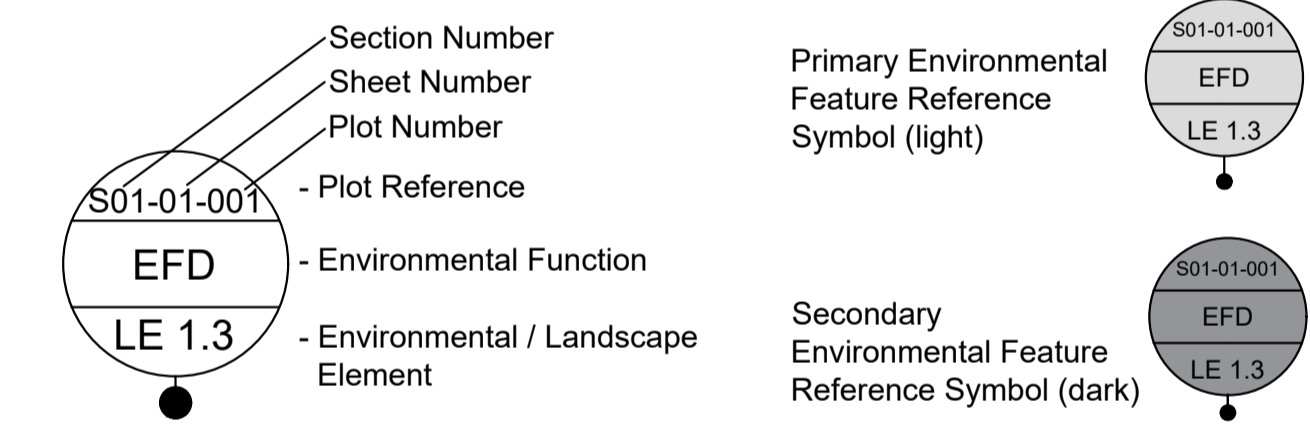 Section Number
Sheet Number
Plot Number
S01-01-001
- Plot Reference
EFD
- Environmental Function
LE 1.3
- Environmental / Landscape
Element
Primary Environmental
Feature Reference
Symbol (light)
S01-01-001
EFD
LE 1.3
Secondary
Environmental Feature
Reference Symbol (dark)
S01-01-001
EFD
LE 1.3